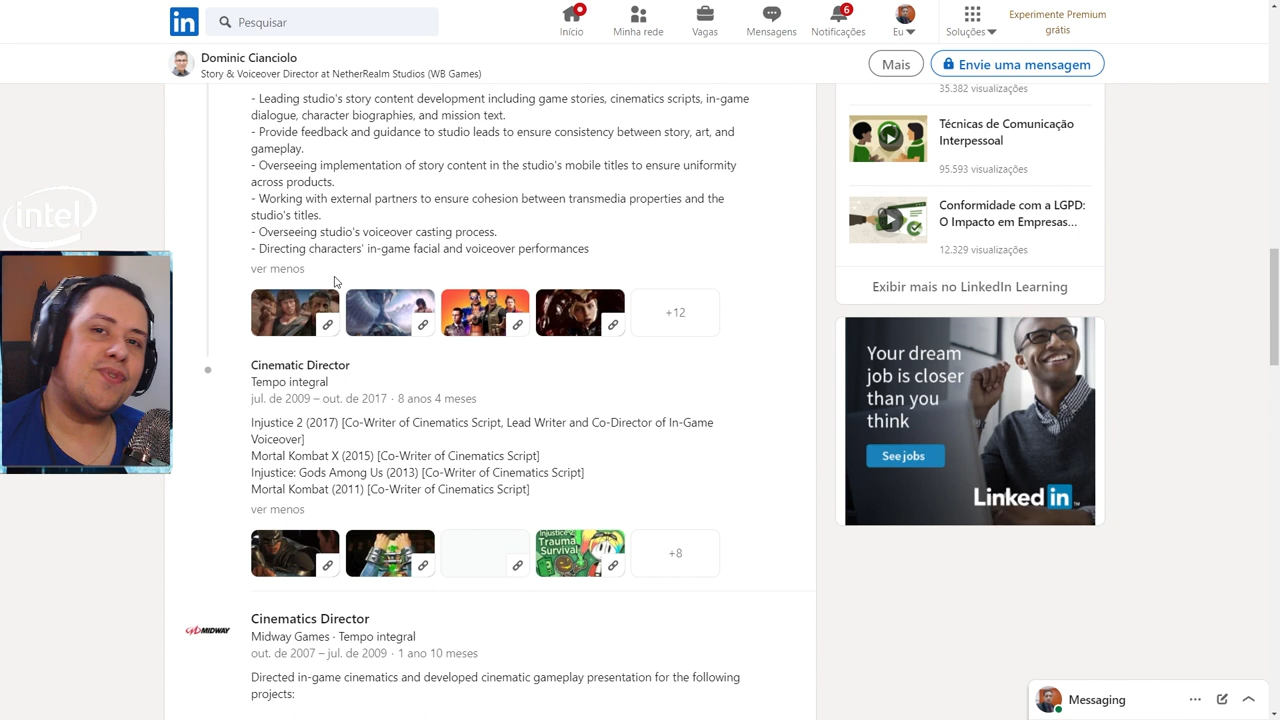 in
Pesquisar
Início
Minha rede
Vagas
Mensagens
6
Notificações
Eu
Soluções
Experimente Premium
grátis
Dominic Cianciolo
Story & Voiceover Director at NetherRealm Studios (WB Games)
Mais
Envie uma mensagem
- Leading studio's story content development including game stories, cinematics scripts, in-game
dialogue, character biographies, and mission text.
- Provide feedback and guidance to studio leads to ensure consistency between story, art, and
gameplay.
- Overseeing implementation of story content in the studio's mobile titles to ensure uniformity
across products.
- Working with external partners to ensure cohesion between transmedia properties and the
studio's titles.
- Overseeing studio's voiceover casting process.
- Directing characters' in-game facial and voiceover performances
ver menos
+12
Cinematic Director
Tempo integral
jul. de 2009 – out. de 2017 · 8 anos 4 meses
Injustice 2 (2017) [Co-Writer of Cinematics Script, Lead Writer and Co-Director of In-Game
Voiceover]
Mortal Kombat X (2015) [Co-Writer of Cinematics Script]
Injustice: Gods Among Us (2013) [Co-Writer of Cinematics Script]
Mortal Kombat (2011) [Co-Writer of Cinematics Script]
ver menos
Injustice 2
Trauma
Survival
+8
MIDWAY
Cinematics Director
Midway Games · Tempo integral
out. de 2007 – jul. de 2009 · 1 ano 10 meses
Directed in-game cinematics and developed cinematic gameplay presentation for the following
projects:
35.382 visualizações
Técnicas de Comunicação
Interpessoal
95.593 visualizações
Conformidade com a LGPD:
O Impacto em Empresas...
12.329 visualizações
Exibir mais no LinkedIn Learning
Your dream
job is closer
than you
think
See jobs
Linked in
Messaging
intel